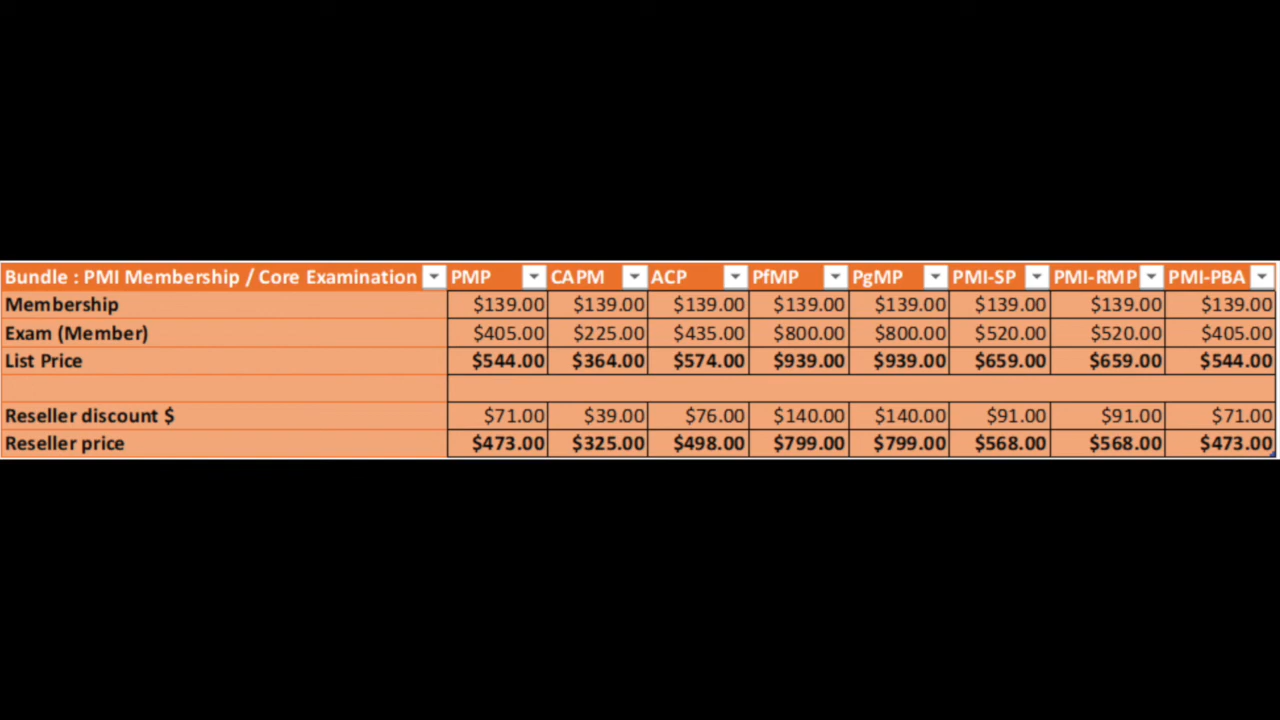 Bundle : PMI Membership / Core Examination PMP CAPM ACP PfMP PgMP PMI-SP PMI-RMP PMI-PBA
Membership $139.00 $139.00 $139.00 $139.00 $139.00 $139.00 $139.00 $139.00
Exam (Member) $405.00 $225.00 $435.00 $800.00 $800.00 $520.00 $520.00 $405.00
List Price $544.00 $364.00 $574.00 $939.00 $939.00 $659.00 $659.00 $544.00
Reseller discount $ $71.00 $39.00 $76.00 $140.00 $140.00 $91.00 $91.00 $71.00
Reseller price $473.00 $325.00 $498.00 $799.00 $799.00 $568.00 $568.00 $473.00